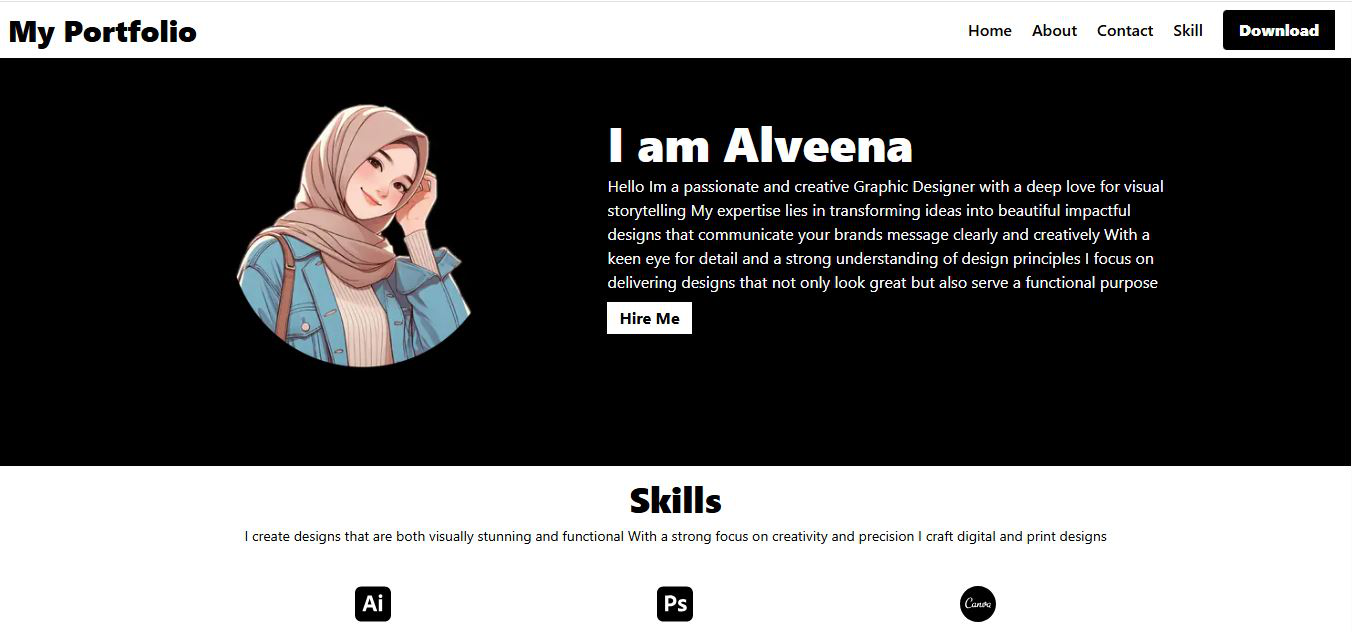 My Portfolio
Home About Contact Skill Download
I am Alveena
Hello Im a passionate and creative Graphic Designer with a deep love for visual
storytelling My expertise lies in transforming ideas into beautiful impactful
designs that communicate your brands message clearly and creatively With a
keen eye for detail and a strong understanding of design principles I focus on
delivering designs that not only look great but also serve a functional purpose
Hire Me
Skills
I create designs that are both visually stunning and functional With a strong focus on creativity and precision I craft digital and print designs
Ai Ps Canva